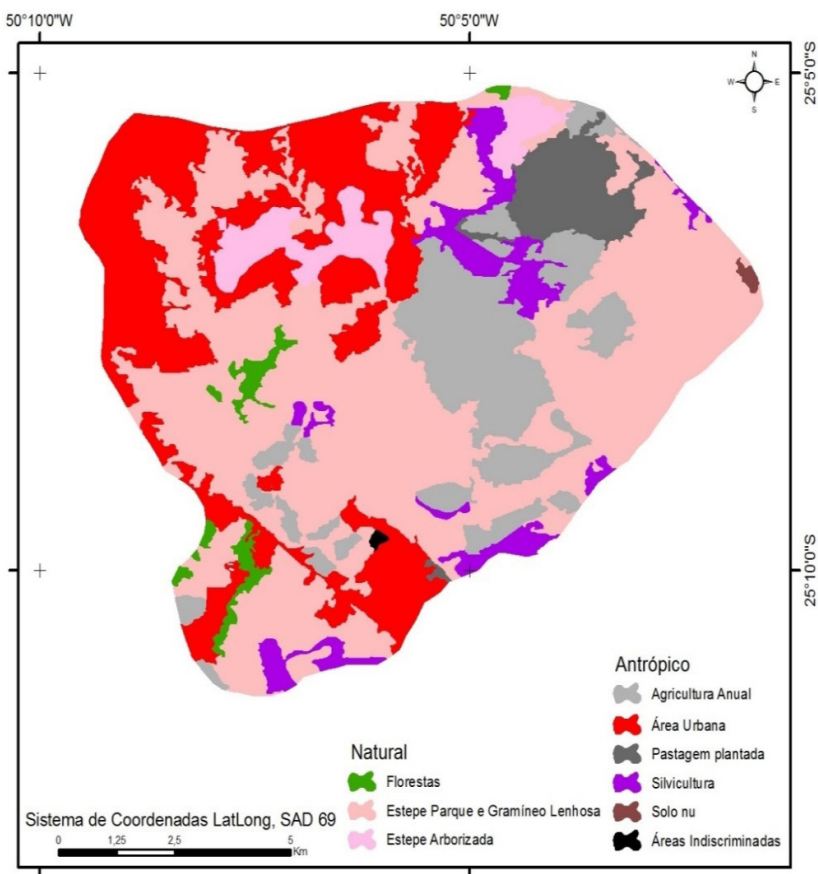 50°10'0"W
50°5'0"W
N
W
E
S
25°5'0"S
25°10'0"S
Antrópico
Agricultura Anual
Área Urbana
Pastagem plantada
Silvicultura
Solo nu
Áreas Indiscriminadas
Natural
Florestas
Estepe Parque e Gramíneo Lenhosa
Estepe Arborizada
Sistema de Coordenadas LatLong, SAD 69
0 1,25 2,5 5
Km